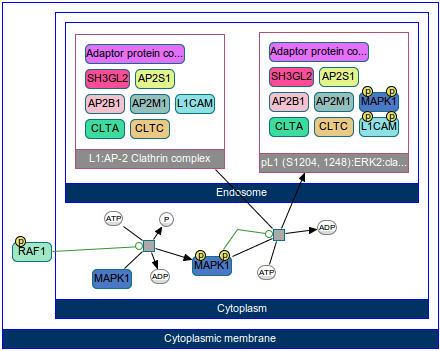 Adaptor protein co...
SH3GL2 AP2S1
AP2B1 AP2M1 L1CAM
CLTA CLTC
L1:AP-2 Clathrin complex
Adaptor protein co...
SH3GL2 AP2S1
p p
AP2B1 AP2M1 MAPK1
p p
CLTA CLTC L1CAM
pL1 (S1204, 1248):ERK2:cla...
Endosome
ATP P
ADP
p
RAF1
p p
MAPK1
MAPK1
ADP
ATP
Cytoplasm
Cytoplasmic membrane